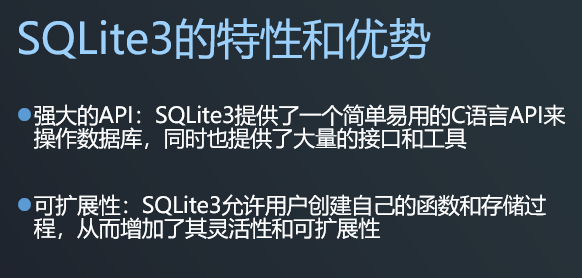 SQLite3的特性和优势
●强大的API：SQLite3提供了一个简单易用的C语言API来
操作数据库，同时也提供了大量的接口和工具
●可扩展性：SQLite3允许用户创建自己的函数和存储过
程，从而增加了其灵活性和可扩展性